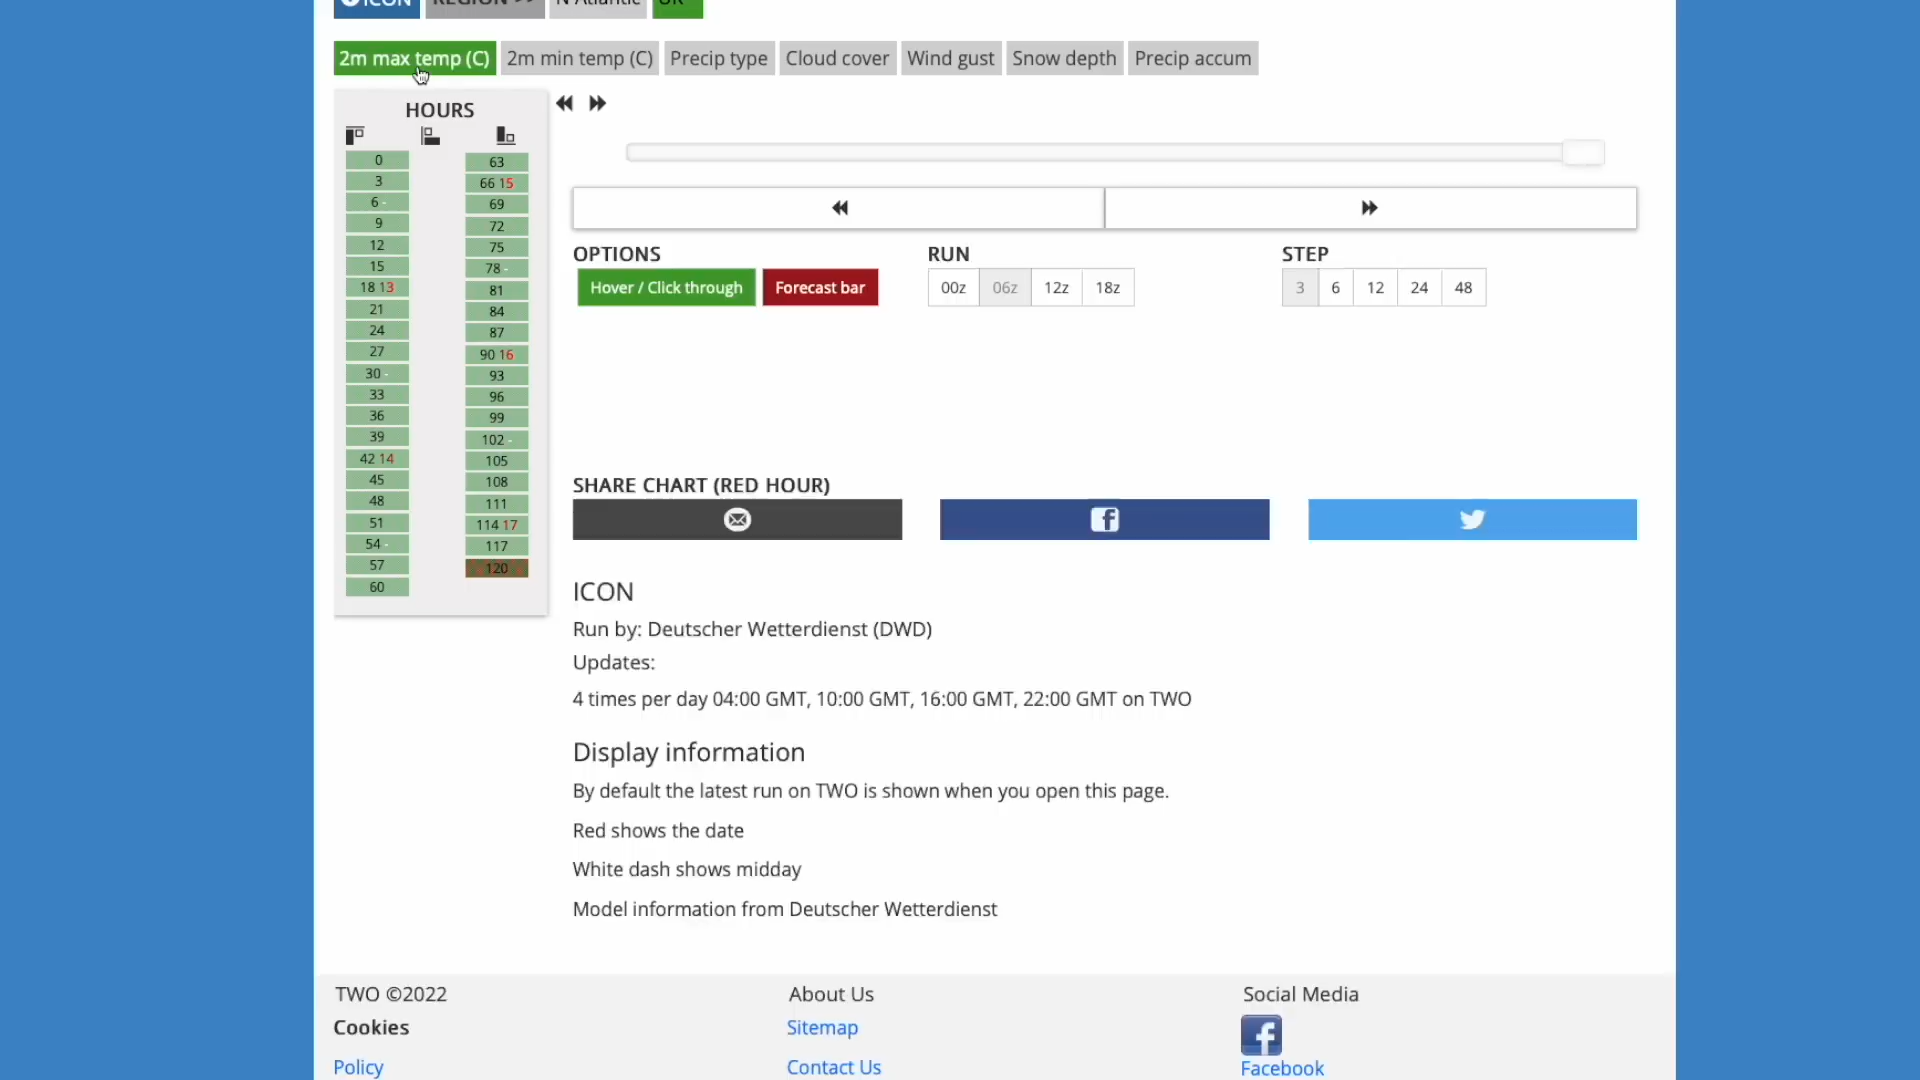 ICON REGION >> N Atlantic UK
2m max temp (C) 2m min temp (C) Precip type Cloud cover Wind gust Snow depth Precip accum
HOURS
0 63
3 66 15
6 - 69
9 72
12 75
15 78 -
18 13 81
21 84
24 87
27 90 16
30 - 93
33 96
36 99
39 102 -
42 14 105
45 108
48 111
51 114 17
54 - 117
57 120
60
OPTIONS RUN STEP
Hover / Click through Forecast bar 00z 06z 12z 18z 3 6 12 24 48
SHARE CHART (RED HOUR)
ICON
Run by: Deutscher Wetterdienst (DWD)
Updates:
4 times per day 04:00 GMT, 10:00 GMT, 16:00 GMT, 22:00 GMT on TWO
Display information
By default the latest run on TWO is shown when you open this page.
Red shows the date
White dash shows midday
Model information from Deutscher Wetterdienst
TWO ©2022 About Us Social Media
Cookies Sitemap
Policy Contact Us Facebook